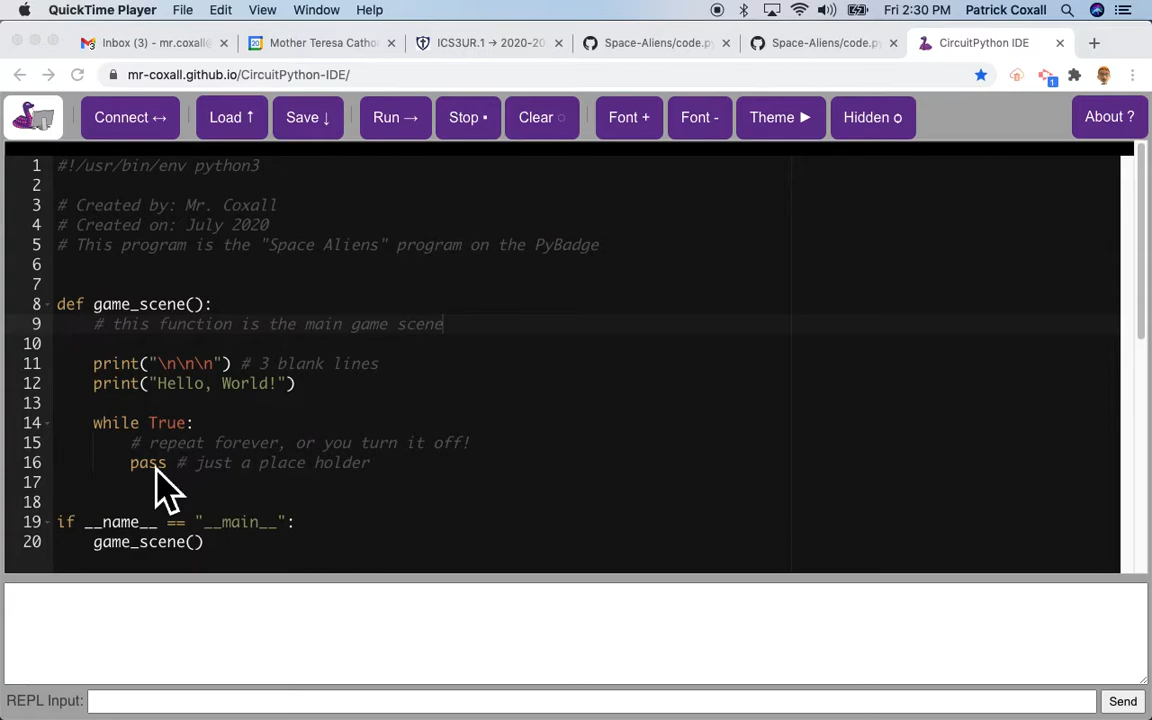 QuickTime Player File Edit View Window Help Fri 2:30 PM Patrick Coxall
Inbox (3) - mr.coxall@ Mother Teresa Catho ICS3UR.1 → 2020-20 Space-Aliens/code.py Space-Aliens/code.py CircuitPython IDE
mr-coxall.github.io/CircuitPython-IDE/ 1
Connect ↔ Load ↑ Save ↓ Run → Stop ▪ Clear ○ Font + Font - Theme ► Hidden o About ?
1 #!/usr/bin/env python3
2
3 # Created by: Mr. Coxall
4 # Created on: July 2020
5 # This program is the "Space Aliens" program on the PyBadge
6
7
8 def game_scene():
9 # this function is the main game scene
10
11 print("\n\n\n") # 3 blank lines
12 print("Hello, World!")
13
14 while True:
15 # repeat forever, or you turn it off!
16 pass # just a place holder
17
18
19 if __name__ == "__main__":
20 game_scene()
REPL Input: Send